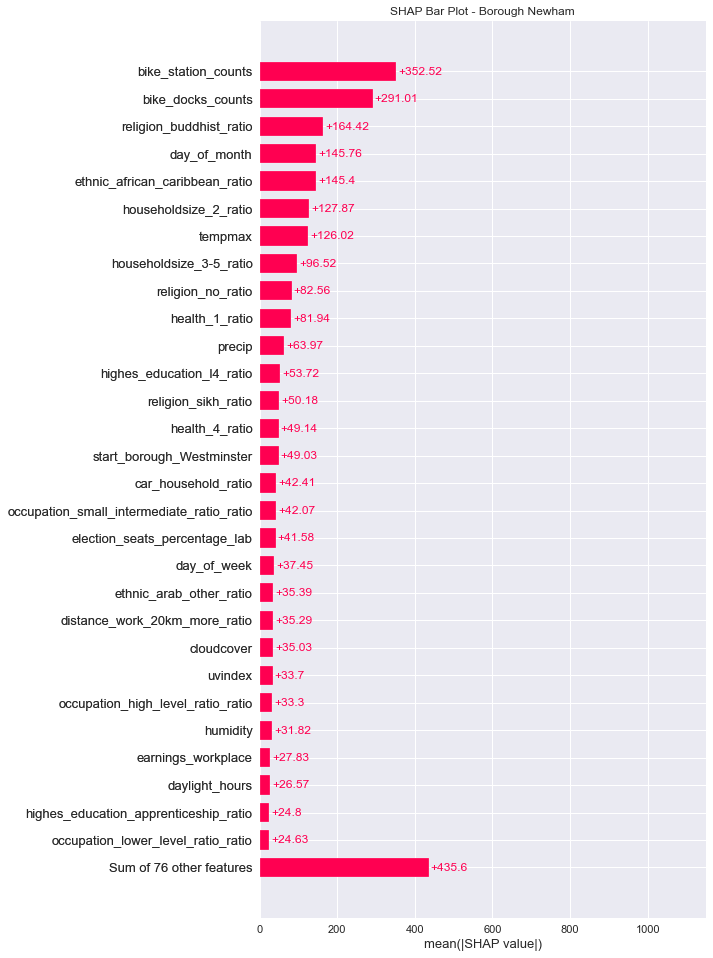 SHAP Bar Plot - Borough Newham
bike_station_counts +352.52
bike_docks_counts +291.01
religion_buddhist_ratio +164.42
day_of_month +145.76
ethnic_african_caribbean_ratio +145.4
householdsize_2_ratio +127.87
tempmax +126.02
householdsize_3-5_ratio +96.52
religion_no_ratio +82.56
health_1_ratio +81.94
precip +63.97
highes_education_l4_ratio +53.72
religion_sikh_ratio +50.18
health_4_ratio +49.14
start_borough_Westminster +49.03
car_household_ratio +42.41
occupation_small_intermediate_ratio_ratio +42.07
election_seats_percentage_lab +41.58
day_of_week +37.45
ethnic_arab_other_ratio +35.39
distance_work_20km_more_ratio +35.29
cloudcover +35.03
uvindex +33.7
occupation_high_level_ratio_ratio +33.3
humidity +31.82
earnings_workplace +27.83
daylight_hours +26.57
highes_education_apprenticeship_ratio +24.8
occupation_lower_level_ratio_ratio +24.63
Sum of 76 other features +435.6
0 200 400 600 800 1000
mean(|SHAP value|)